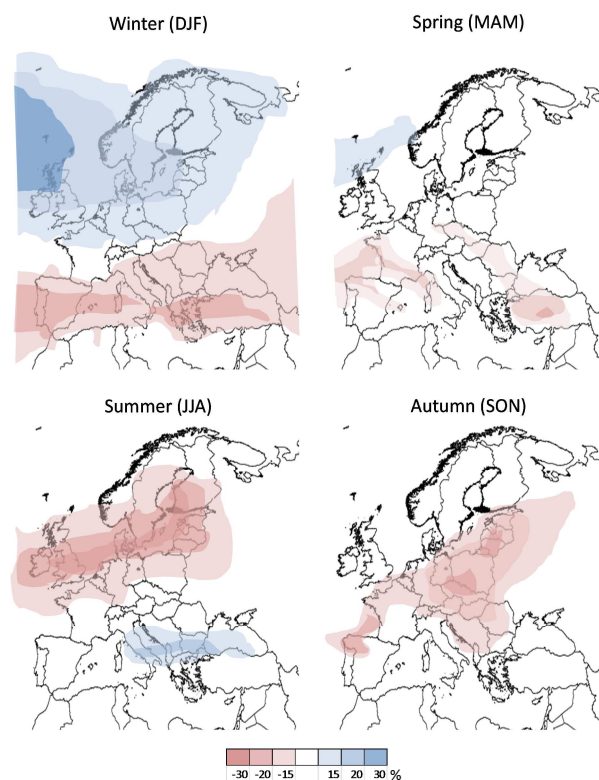 Winter (DJF)
Spring (MAM)
Summer (JJA)
Autumn (SON)
-30 -20 -15 15 20 30 %